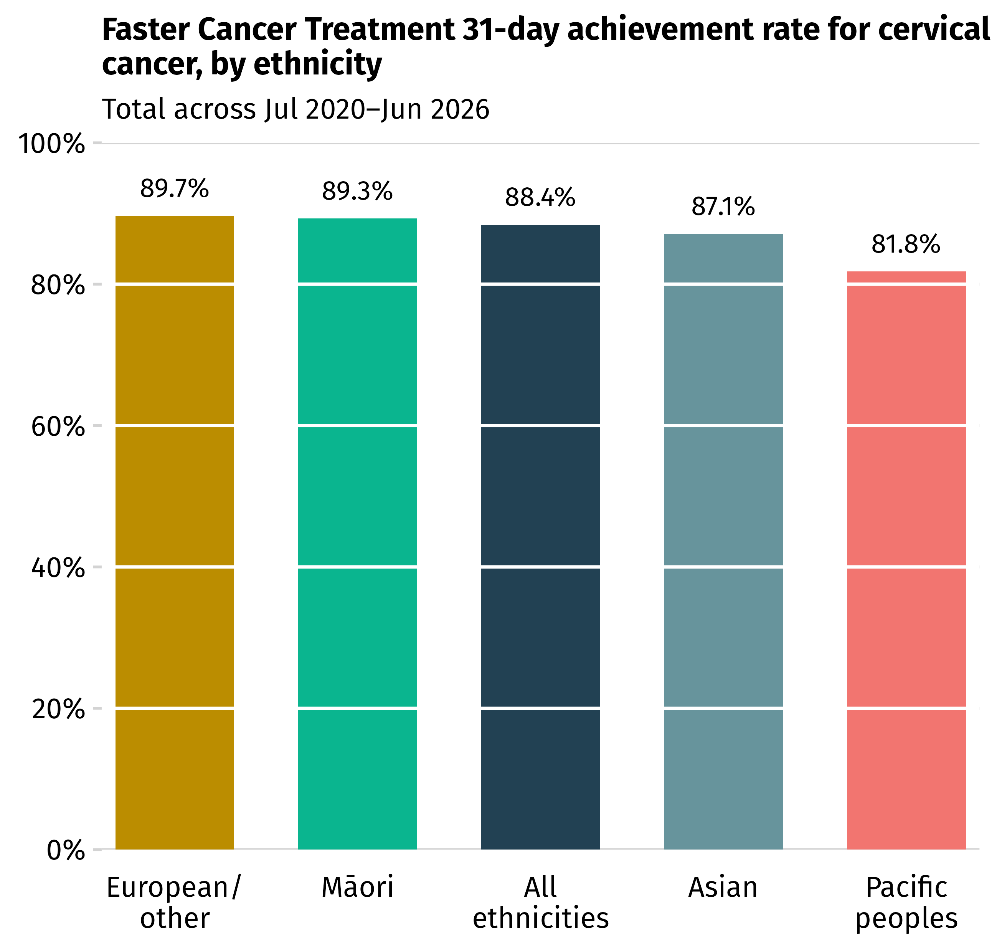 Faster Cancer Treatment 31-day achievement rate for cervical
cancer, by ethnicity
Total across Jul 2020–Jun 2026
100%
80%
60%
40%
20%
0%
89.7%
89.3%
88.4%
87.1%
81.8%
European/
other
Māori
All
ethnicities
Asian
Pacific
peoples